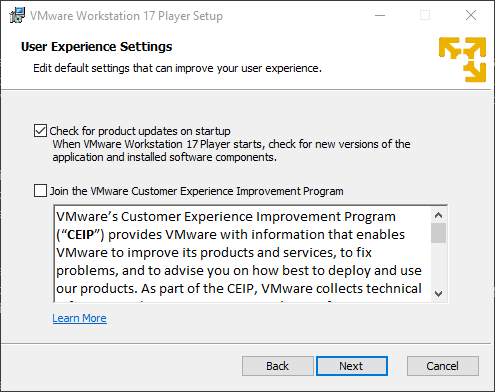 VMware Workstation 17 Player Setup
User Experience Settings
Edit default settings that can improve your user experience.
Check for product updates on startup
When VMware Workstation 17 Player starts, check for new versions of the
application and installed software components.
Join the VMware Customer Experience Improvement Program
VMware’s Customer Experience Improvement Program
(“CEIP”) provides VMware with information that enables
VMware to improve its products and services, to fix
problems, and to advise you on how best to deploy and use
our products. As part of the CEIP, VMware collects technical
Learn More
Back
Next
Cancel